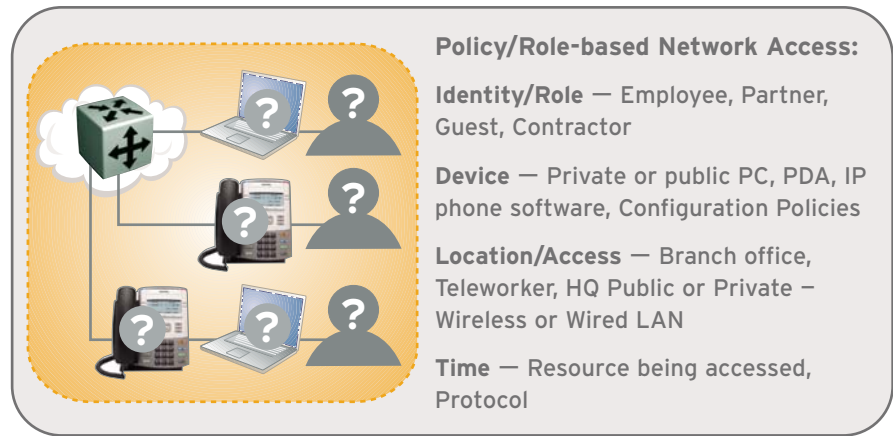 Policy/Role-based Network Access:
Identity/Role — Employee, Partner,
Guest, Contractor
Device — Private or public PC, PDA, IP
phone software, Configuration Policies
Location/Access — Branch office,
Teleworker, HQ Public or Private –
Wireless or Wired LAN
Time — Resource being accessed,
Protocol
?
?
?
?
?
?
?